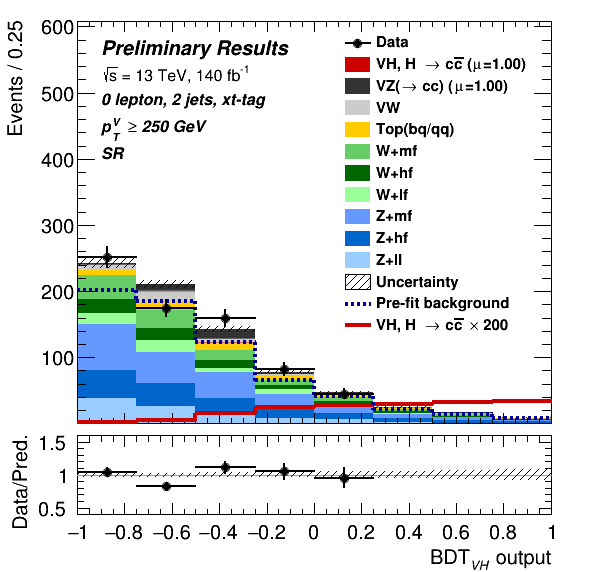 Events / 0.25
600
500
400
300
200
100
Preliminary Results
√s = 13 TeV, 140 fb⁻¹
0 lepton, 2 jets, xt-tag
p_T^V ≥ 250 GeV
SR
Data
VH, H → cc̅ (μ=1.00)
VZ(→ cc) (μ=1.00)
VW
Top(bq/qq)
W+mf
W+hf
W+lf
Z+mf
Z+hf
Z+ll
Uncertainty
Pre-fit background
VH, H → cc̅ × 200
Data/Pred.
1.5
1
0.5
−1 −0.8 −0.6 −0.4 −0.2 0 0.2 0.4 0.6 0.8 1
BDT_VH output